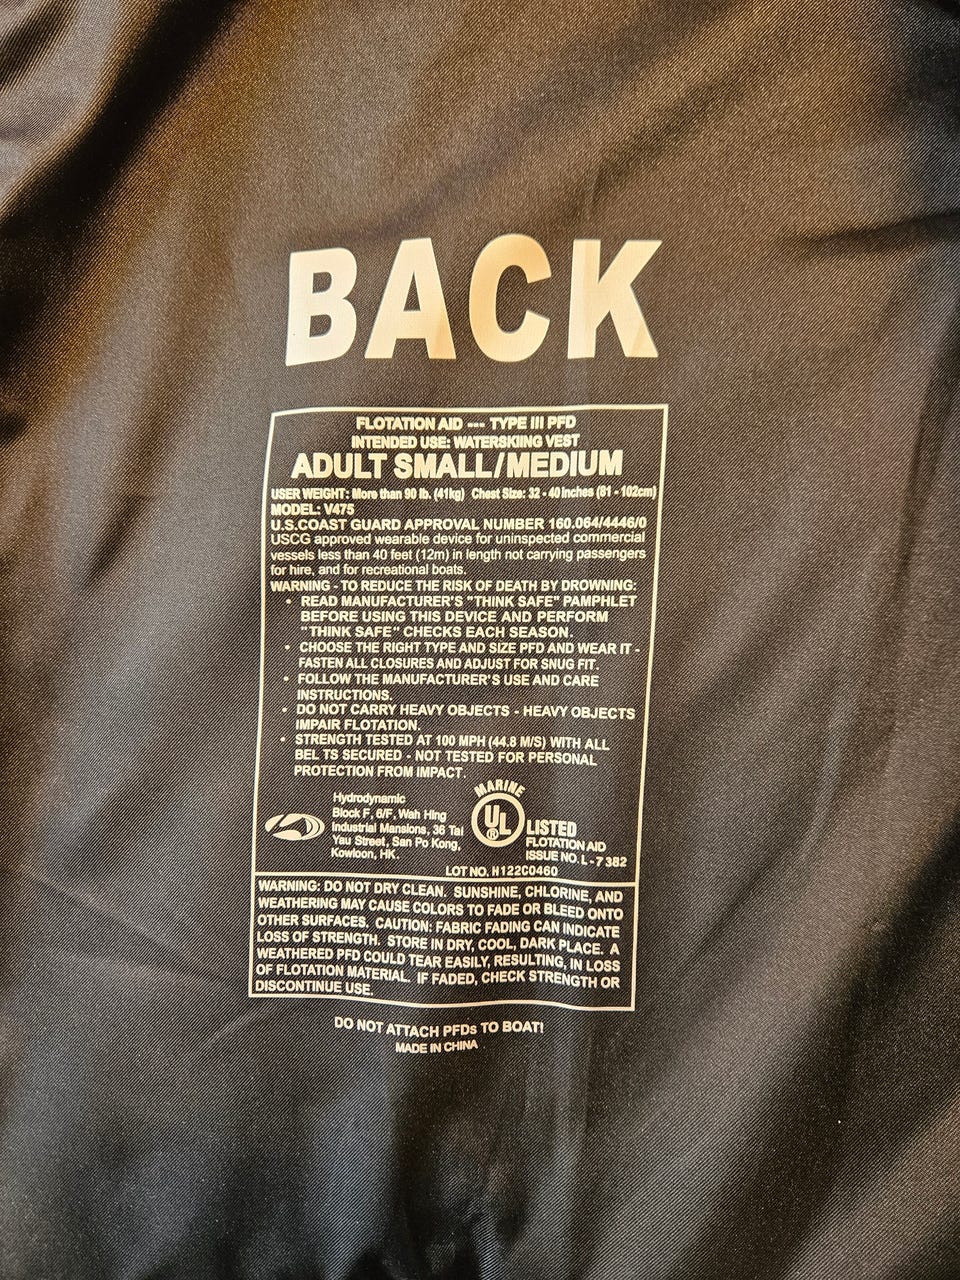 BACK
FLOTATION AID --- TYPE III PFD
INTENDED USE: WATERSKIING VEST
ADULT SMALL/MEDIUM
USER WEIGHT: More than 90 lb. (41kg) Chest Size: 32 - 40 inches (81 - 102cm)
MODEL: V475
U.S.COAST GUARD APPROVAL NUMBER 160.064/4446/0
USCG approved wearable device for uninspected commercial
vessels less than 40 feet (12m) in length not carrying passengers
for hire, and for recreational boats.
WARNING - TO REDUCE THE RISK OF DEATH BY DROWNING:
• READ MANUFACTURER'S "THINK SAFE" PAMPHLET
BEFORE USING THIS DEVICE AND PERFORM
"THINK SAFE" CHECKS EACH SEASON.
• CHOOSE THE RIGHT TYPE AND SIZE PFD AND WEAR IT -
FASTEN ALL CLOSURES AND ADJUST FOR SNUG FIT.
• FOLLOW THE MANUFACTURER'S USE AND CARE
INSTRUCTIONS.
• DO NOT CARRY HEAVY OBJECTS - HEAVY OBJECTS
IMPAIR FLOTATION.
• STRENGTH TESTED AT 100 MPH (44.8 M/S) WITH ALL
BEL TS SECURED - NOT TESTED FOR PERSONAL
PROTECTION FROM IMPACT.
Hydrodynamic
Block F, 6/F, Wah Hing
Industrial Mansions, 36 Tai
Yau Street, San Po Kong,
Kowloon, HK.
MARINE
UL®
LISTED
FLOTATION AID
ISSUE NO. L - 7382
LOT NO. H122C0460
WARNING: DO NOT DRY CLEAN. SUNSHINE, CHLORINE, AND
WEATHERING MAY CAUSE COLORS TO FADE OR BLEED ONTO
OTHER SURFACES. CAUTION: FABRIC FADING CAN INDICATE
LOSS OF STRENGTH. STORE IN DRY, COOL, DARK PLACE. A
WEATHERED PFD COULD TEAR EASILY, RESULTING, IN LOSS
OF FLOTATION MATERIAL. IF FADED, CHECK STRENGTH OR
DISCONTINUE USE.
DO NOT ATTACH PFDs TO BOAT!
MADE IN CHINA